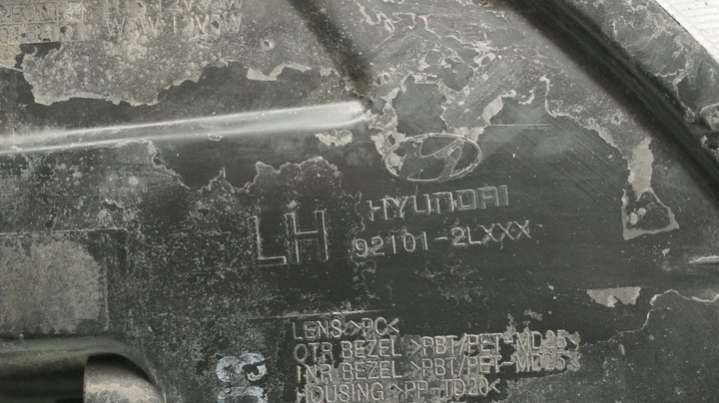 LH
HYUNDAI
92101-2LXXX
LENS >PC<
OTR BEZEL >PBT/PET-MD25<
INR BEZEL >PBT/PET-MD25<
HOUSING >PP-TD20<